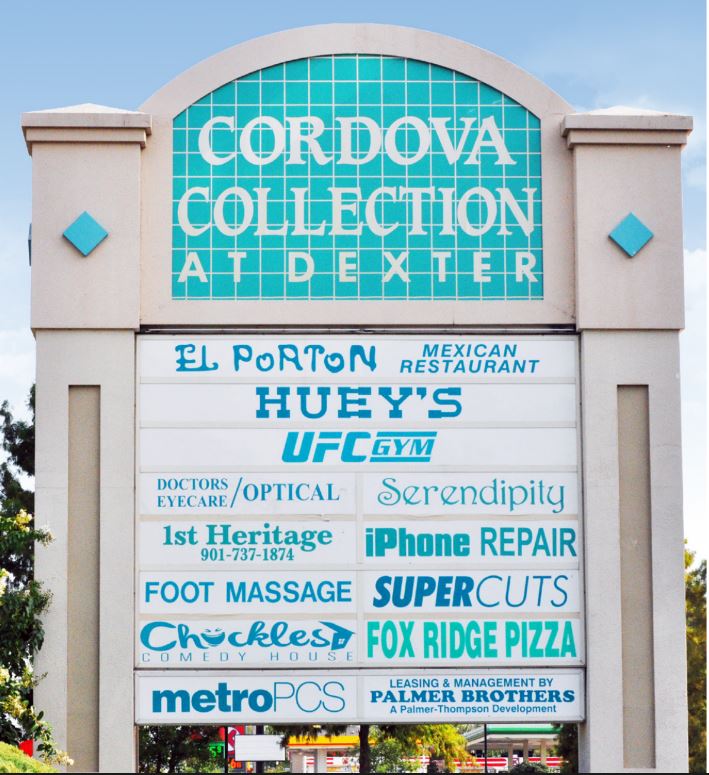 CORDOVA
COLLECTION
AT DEXTER
EL PORTON MEXICAN RESTAURANT
HUEY'S
UFC GYM
DOCTORS EYECARE/OPTICAL
Serendipity
1st Heritage
901-737-1874
iPhone REPAIR
FOOT MASSAGE
SUPERCUTS
Chuckles
COMEDY HOUSE
FOX RIDGE PIZZA
metroPCS
LEASING & MANAGEMENT BY
PALMER BROTHERS
A Palmer-Thompson Development